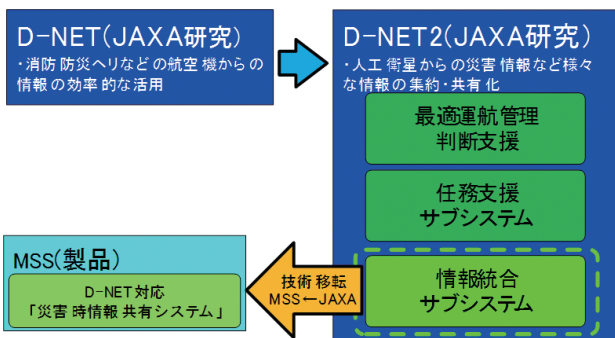 D-NET(JAXA研究)
・消防防災ヘリなどの航空機からの
情報の効率的な活用
D-NET2(JAXA研究)
・人工衛星からの災害情報など様々
な情報の集約・共有化
最適運航管理
判断支援
任務支援
サブシステム
情報統合
サブシステム
技術移転
MSS←JAXA
MSS(製品)
D-NET対応
「災害時情報共有システム」